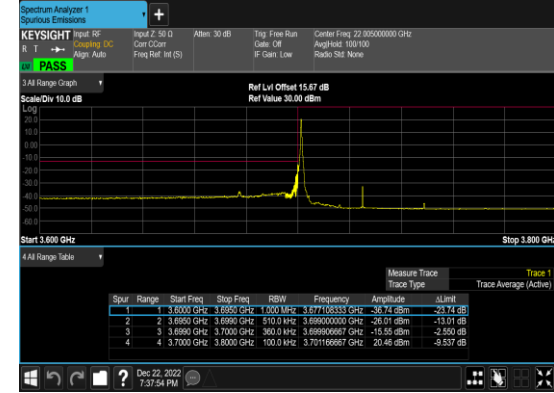 Spectrum Analyzer 1
Spurious Emissions
+
KEYSIGHT Input: RF Input Z: 50 Ω Atten: 30 dB Trig: Free Run Center Freq: 22.005000000 GHz
R T Coupling: DC Corr CCorr Gate: Off Avg|Hold: 100/100
Align: Auto Freq Ref: Int (S) IF Gain: Low Radio Std: None
PASS
3 All Range Graph
Ref Lvl Offset 15.67 dB
Scale/Div 10.0 dB Ref Value 30.00 dBm
Log
20.0
10.0
0.00
-10.0
-20.0
-30.0
-40.0
-50.0
-60.0
Start 3.600 GHz Stop 3.800 GHz
4 All Range Table
Measure Trace Trace 1
Trace Type Trace Average (Active)
Spur Range Start Freq Stop Freq RBW Frequency Amplitude ΔLimit
1 1 3.6000 GHz 3.6950 GHz 1.000 MHz 3.677108333 GHz -36.74 dBm -23.74 dB
2 2 3.6950 GHz 3.6990 GHz 510.0 kHz 3.699000000 GHz -26.01 dBm -13.01 dB
3 3 3.6990 GHz 3.7000 GHz 360.0 kHz 3.699906667 GHz -15.55 dBm -2.550 dB
4 4 3.7000 GHz 3.8000 GHz 100.0 kHz 3.701166667 GHz 20.46 dBm -9.537 dB
? Dec 22, 2022
7:37:54 PM